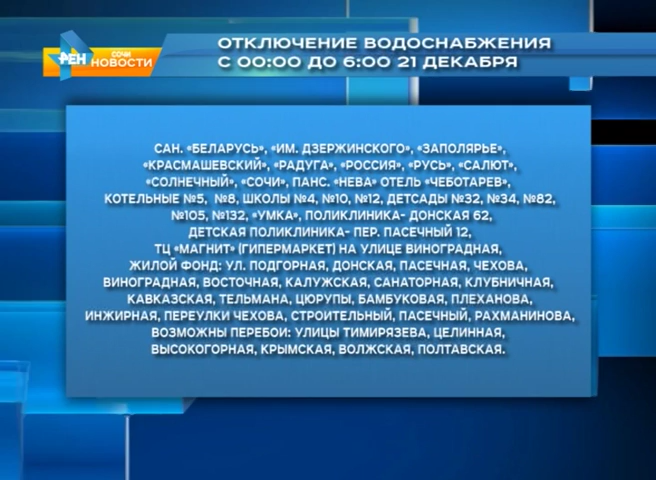 РЕН
СОЧИ
НОВОСТИ
ОТКЛЮЧЕНИЕ ВОДОСНАБЖЕНИЯ
С 00:00 ДО 6:00 21 ДЕКАБРЯ
САН. «БЕЛАРУСЬ», «ИМ. ДЗЕРЖИНСКОГО», «ЗАПОЛЯРЬЕ»,
«КРАСМАШЕВСКИЙ», «РАДУГА», «РОССИЯ», «РУСЬ», «САЛЮТ»,
«СОЛНЕЧНЫЙ», «СОЧИ», ПАНС. «НЕВА» ОТЕЛЬ «ЧЕБОТАРЕВ»,
КОТЕЛЬНЫЕ №5, №8, ШКОЛЫ №4, №10, №12, ДЕТСАДЫ №32, №34, №82,
№105, №132, «УМКА», ПОЛИКЛИНИКА- ДОНСКАЯ 62,
ДЕТСКАЯ ПОЛИКЛИНИКА- ПЕР. ПАСЕЧНЫЙ 12,
ТЦ «МАГНИТ» (ГИПЕРМАРКЕТ) НА УЛИЦЕ ВИНОГРАДНАЯ,
ЖИЛОЙ ФОНД: УЛ. ПОДГОРНАЯ, ДОНСКАЯ, ПАСЕЧНАЯ, ЧЕХОВА,
ВИНОГРАДНАЯ, ВОСТОЧНАЯ, КАЛУЖСКАЯ, САНАТОРНАЯ, КЛУБНИЧНАЯ,
КАВКАЗСКАЯ, ТЕЛЬМАНА, ЦЮРУПЫ, БАМБУКОВАЯ, ПЛЕХАНОВА,
ИНЖИРНАЯ, ПЕРЕУЛКИ ЧЕХОВА, СТРОИТЕЛЬНЫЙ, ПАСЕЧНЫЙ, РАХМАНИНОВА,
ВОЗМОЖНЫ ПЕРЕБОИ: УЛИЦЫ ТИМИРЯЗЕВА, ЦЕЛИННАЯ,
ВЫСОКОГОРНАЯ, КРЫМСКАЯ, ВОЛЖСКАЯ, ПОЛТАВСКАЯ.